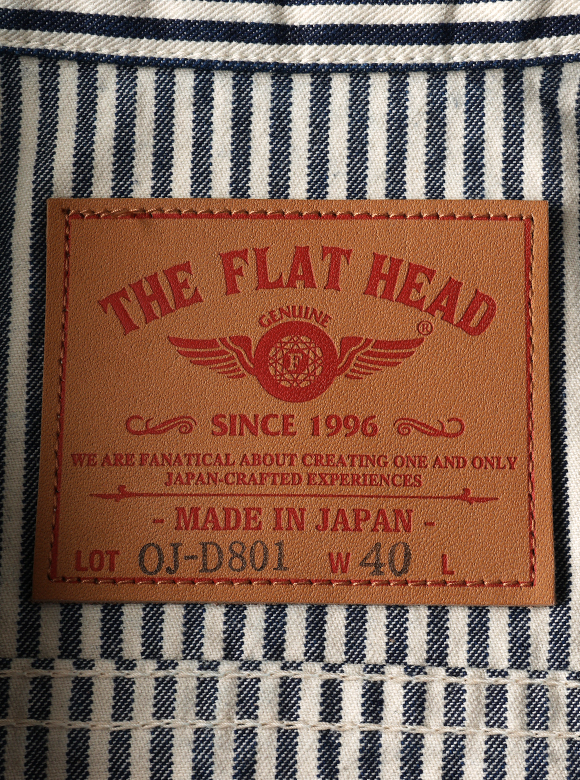 THE FLAT HEAD
®
GENUINE
F
SINCE 1996
WE ARE FANATICAL ABOUT CREATING ONE AND ONLY
JAPAN-CRAFTED EXPERIENCES
- MADE IN JAPAN -
LOT OJ-D801 W 40 L